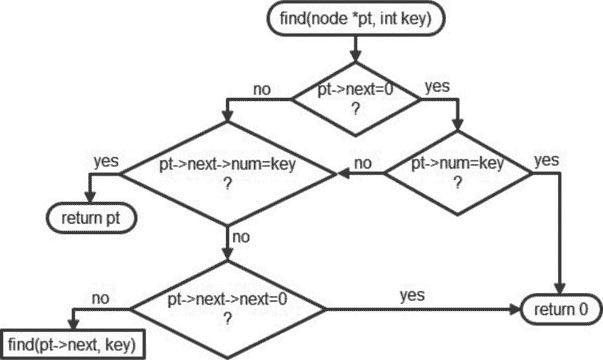 find(node *pt, int key)
pt->next=0
?
no
yes
pt->next->num=key
?
yes
no
pt->num=key
?
yes
return pt
no
pt->next->next=0
?
no
yes
find(pt->next, key)
return 0